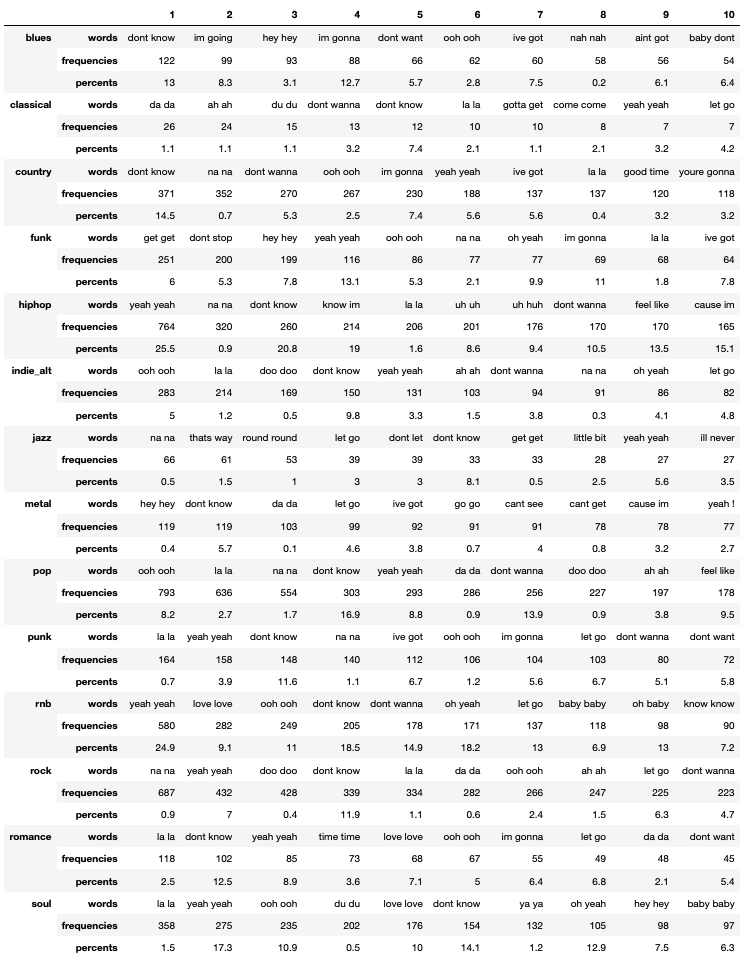 1 2 3 4 5 6 7 8 9 10
blues words dont know im going hey hey im gonna dont want ooh ooh ive got nah nah aint got baby dont
frequencies 122 99 93 88 66 62 60 58 56 54
percents 13 8.3 3.1 12.7 5.7 2.8 7.5 0.2 6.1 6.4
classical words da da ah ah du du dont wanna dont know la la gotta get come come yeah yeah let go
frequencies 26 24 15 13 12 10 10 8 7 7
percents 1.1 1.1 1.1 3.2 7.4 2.1 1.1 2.1 3.2 4.2
country words dont know na na dont wanna ooh ooh im gonna yeah yeah ive got la la good time youre gonna
frequencies 371 352 270 267 230 188 137 137 120 118
percents 14.5 0.7 5.3 2.5 7.4 5.6 5.6 0.4 3.2 3.2
funk words get get dont stop hey hey yeah yeah ooh ooh na na oh yeah im gonna la la ive got
frequencies 251 200 199 116 86 77 77 69 68 64
percents 6 5.3 7.8 13.1 5.3 2.1 9.9 11 1.8 7.8
hiphop words yeah yeah na na dont know know im la la uh uh uh huh dont wanna feel like cause im
frequencies 764 320 260 214 206 201 176 170 170 165
percents 25.5 0.9 20.8 19 1.6 8.6 9.4 10.5 13.5 15.1
indie_alt words ooh ooh la la doo doo dont know yeah yeah ah ah dont wanna na na oh yeah let go
frequencies 283 214 169 150 131 103 94 91 86 82
percents 5 1.2 0.5 9.8 3.3 1.5 3.8 0.3 4.1 4.8
jazz words na na thats way round round let go dont let dont know get get little bit yeah yeah ill never
frequencies 66 61 53 39 39 33 33 28 27 27
percents 0.5 1.5 1 3 3 8.1 0.5 2.5 5.6 3.5
metal words hey hey dont know da da let go ive got go go cant see cant get cause im yeah !
frequencies 119 119 103 99 92 91 91 78 78 77
percents 0.4 5.7 0.1 4.6 3.8 0.7 4 0.8 3.2 2.7
pop words ooh ooh la la na na dont know yeah yeah da da dont wanna doo doo ah ah feel like
frequencies 793 636 554 303 293 286 256 227 197 178
percents 8.2 2.7 1.7 16.9 8.8 0.9 13.9 0.9 3.8 9.5
punk words la la yeah yeah dont know na na ive got ooh ooh im gonna let go dont wanna dont want
frequencies 164 158 148 140 112 106 104 103 80 72
percents 0.7 3.9 11.6 1.1 6.7 1.2 5.6 6.7 5.1 5.8
rnb words yeah yeah love love ooh ooh dont know dont wanna oh yeah let go baby baby oh baby know know
frequencies 580 282 249 205 178 171 137 118 98 90
percents 24.9 9.1 11 18.5 14.9 18.2 13 6.9 13 7.2
rock words na na yeah yeah doo doo dont know la la da da ooh ooh ah ah let go dont wanna
frequencies 687 432 428 339 334 282 266 247 225 223
percents 0.9 7 0.4 11.9 1.1 0.6 2.4 1.5 6.3 4.7
romance words la la dont know yeah yeah time time love love ooh ooh im gonna let go da da dont want
frequencies 118 102 85 73 68 67 55 49 48 45
percents 2.5 12.5 8.9 3.6 7.1 5 6.4 6.8 2.1 5.4
soul words la la yeah yeah ooh ooh du du love love dont know ya ya oh yeah hey hey baby baby
frequencies 358 275 235 202 176 154 132 105 98 97
percents 1.5 17.3 10.9 0.5 10 14.1 1.2 12.9 7.5 6.3